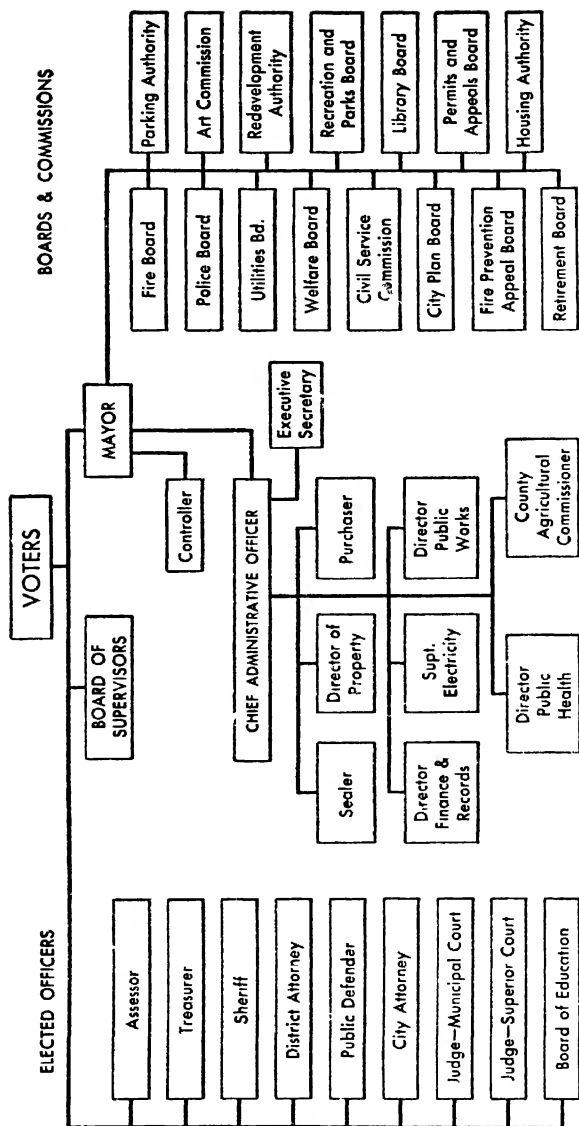 VOTERS
ELECTED OFFICERS
BOARDS & COMMISSIONS
BOARD OF
SUPERVISORS
MAYOR
Controller
CHIEF ADMINISTRATIVE OFFICER
Executive
Secretary
Assessor
Treasurer
Sheriff
District Attorney
Public Defender
City Attorney
Judge—Municipal Court
Judge—Superior Court
Board of Education
Sealer
Director of
Property
Purchaser
Director
Finance &
Records
Supt.
Electricity
Director
Public
Works
Director
Public
Health
County
Agricultural
Commissioner
Fire Board
Police Board
Utilities Bd.
Welfare Board
Civil Service
Commission
City Plan Board
Fire Prevention
Appeal Board
Retirement Board
Parking Authority
Art Commission
Redevelopment
Authority
Recreation and
Parks Board
Library Board
Permits and
Appeals Board
Housing Authority